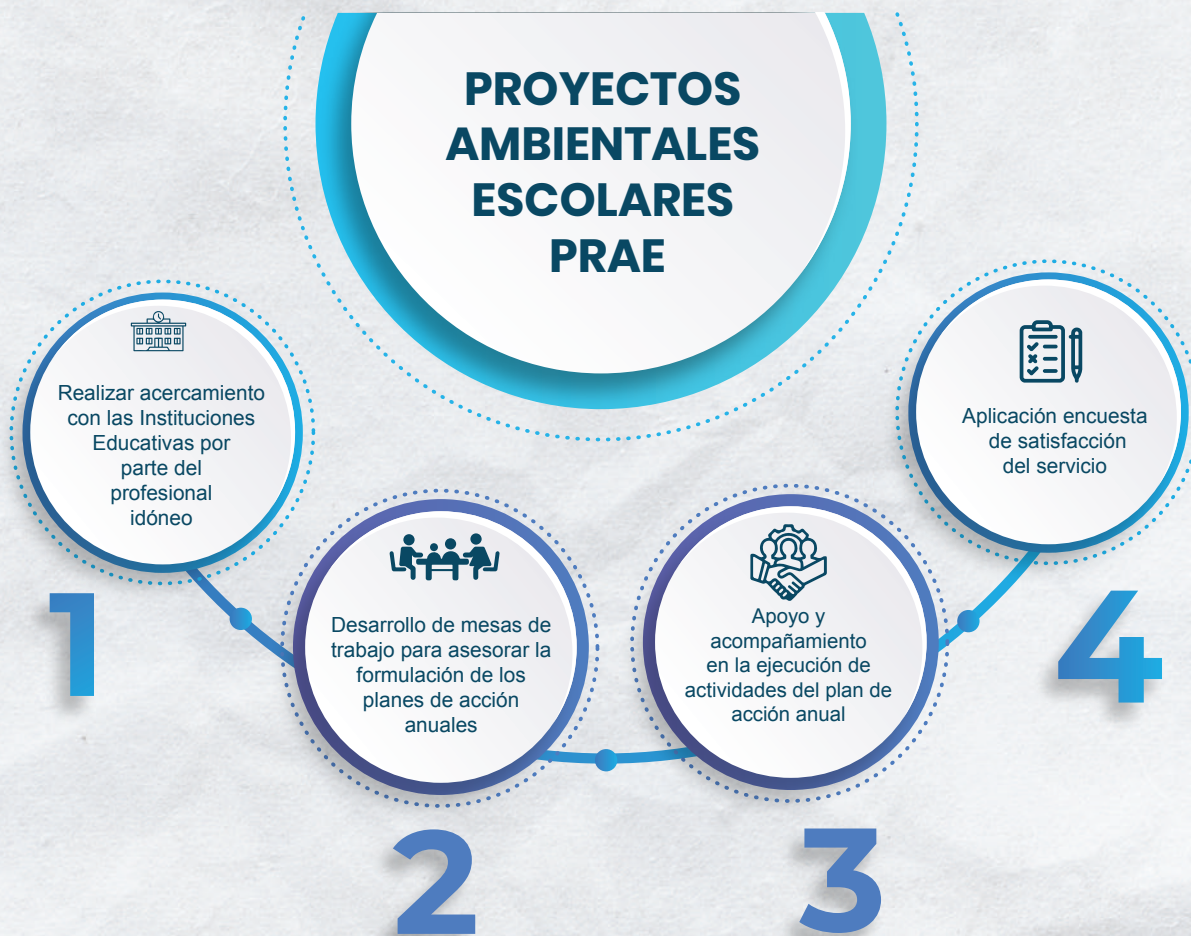 PROYECTOS
AMBIENTALES
ESCOLARES
PRAE
Realizar acercamiento
con las Instituciones
Educativas por
parte del
profesional
idóneo
1
Desarrollo de mesas de
trabajo para asesorar la
formulación de los
planes de acción
anuales
2
Apoyo y
acompañamiento
en la ejecución de
actividades del plan de
acción anual
3
Aplicación encuesta
de satisfacción
del servicio
4